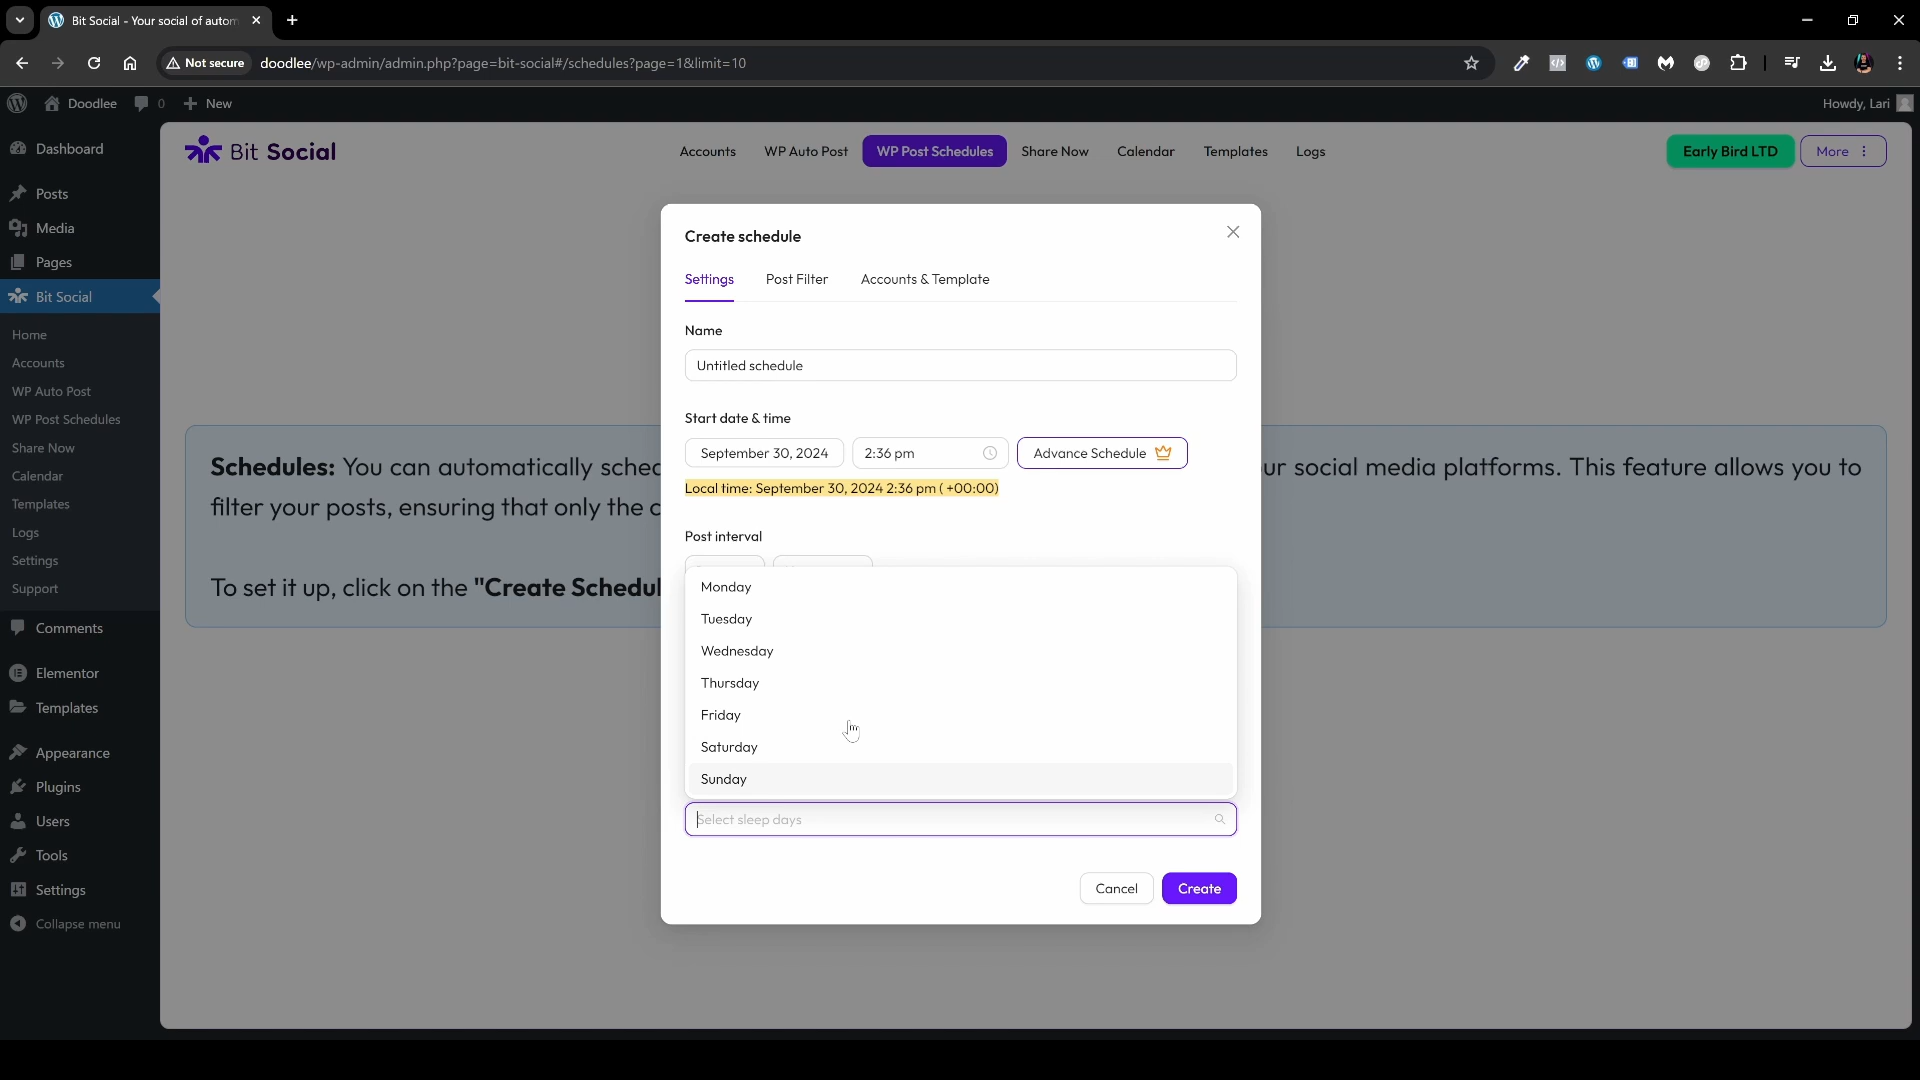 Bit Social - Your social of autom
Not secure
doodlee/wp-admin/admin.php?page=bit-social#/schedules?page=1&limit=10
Doodlee
0
New
Howdy, Lari
Dashboard
Posts
Media
Pages
Bit Social
Home
Accounts
WP Auto Post
WP Post Schedules
Share Now
Calendar
Templates
Logs
Settings
Support
Comments
Elementor
Templates
Appearance
Plugins
Users
Tools
Settings
Collapse menu
Bit Social
Accounts
WP Auto Post
WP Post Schedules
Share Now
Calendar
Templates
Logs
Early Bird LTD
More
Schedules: You can automatically sched
ur social media platforms. This feature allows you to
filter your posts, ensuring that only the c
To set it up, click on the "Create Schedul
Create schedule
Settings
Post Filter
Accounts & Template
Name
Untitled schedule
Start date & time
September 30, 2024
2:36 pm
Advance Schedule
Local time: September 30, 2024 2:36 pm ( +00:00)
Post interval
Monday
Tuesday
Wednesday
Thursday
Friday
Saturday
Sunday
Select sleep days
Cancel
Create